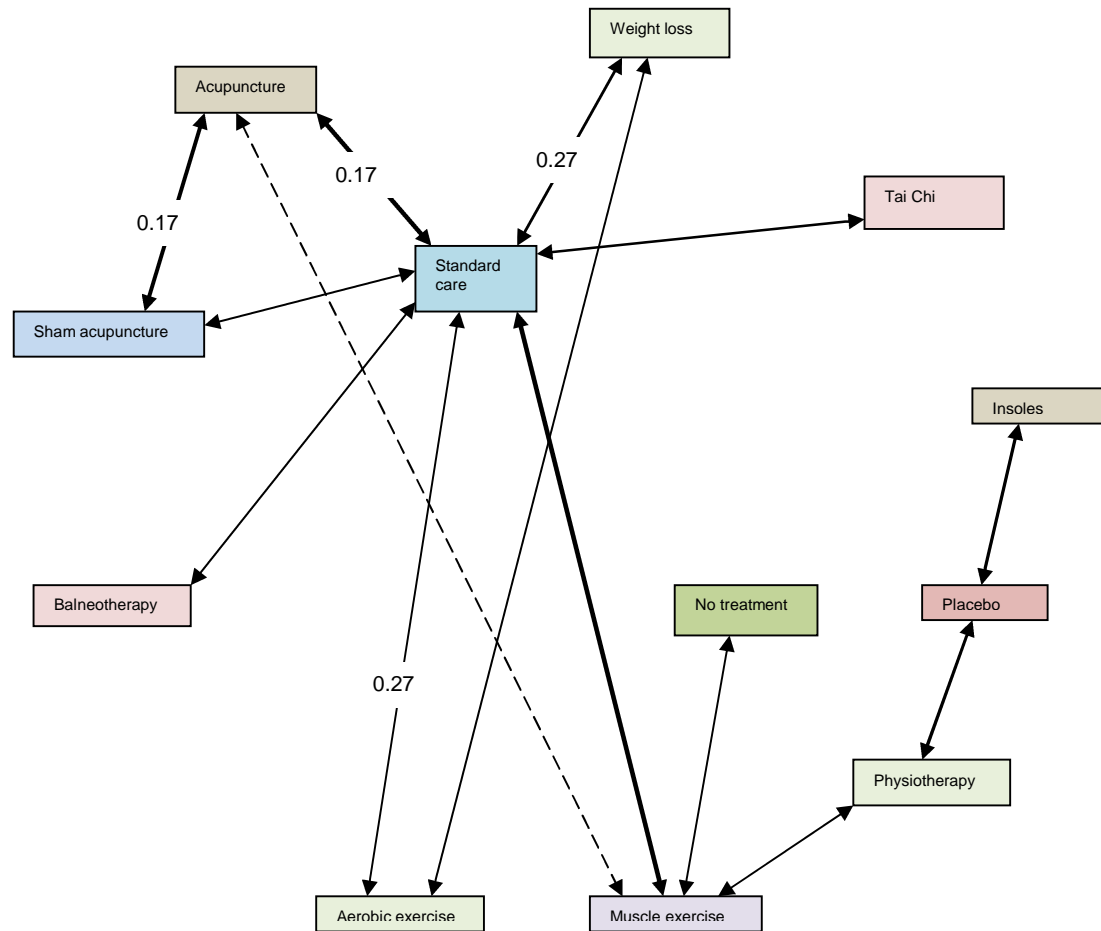 Weight loss
Acupuncture
0.27
0.17
Tai Chi
0.17
Standard
care
Sham acupuncture
Insoles
Balneotherapy
No treatment
Placebo
0.27
Physiotherapy
Aerobic exercise
Muscle exercise